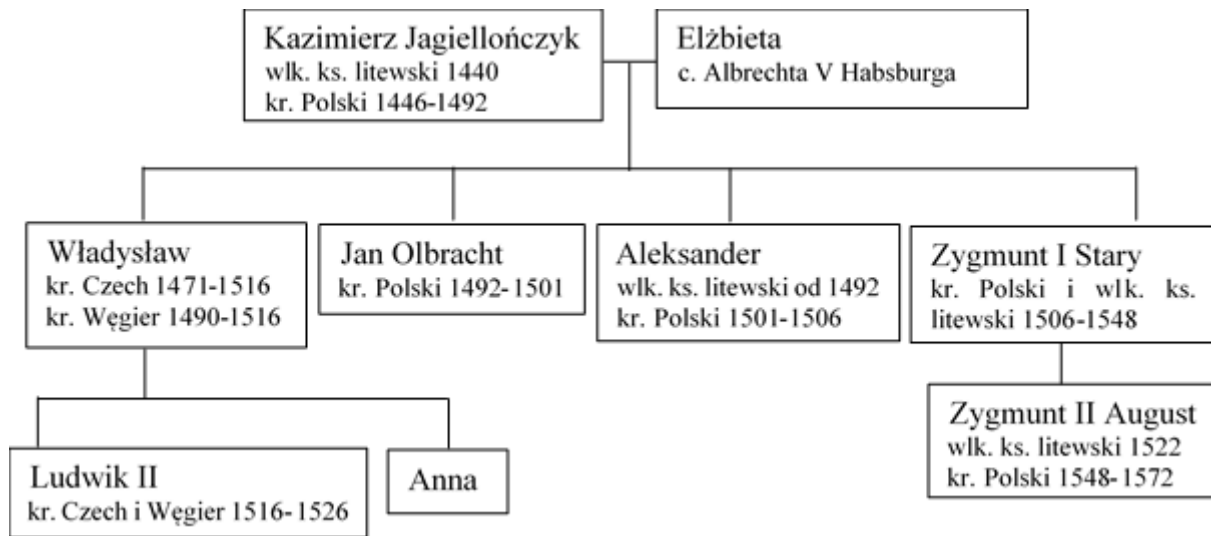 Kazimierz Jagiellończyk
wlk. ks. litewski 1440
kr. Polski 1446-1492
Elżbieta
c. Albrechta V Habsburga
Władysław
kr. Czech 1471-1516
kr. Węgier 1490-1516
Jan Olbracht
kr. Polski 1492-1501
Aleksander
wlk. ks. litewski od 1492
kr. Polski 1501-1506
Zygmunt I Stary
kr. Polski i wlk. ks.
litewski 1506-1548
Ludwik II
kr. Czech i Węgier 1516-1526
Anna
Zygmunt II August
wlk. ks. litewski 1522
kr. Polski 1548-1572